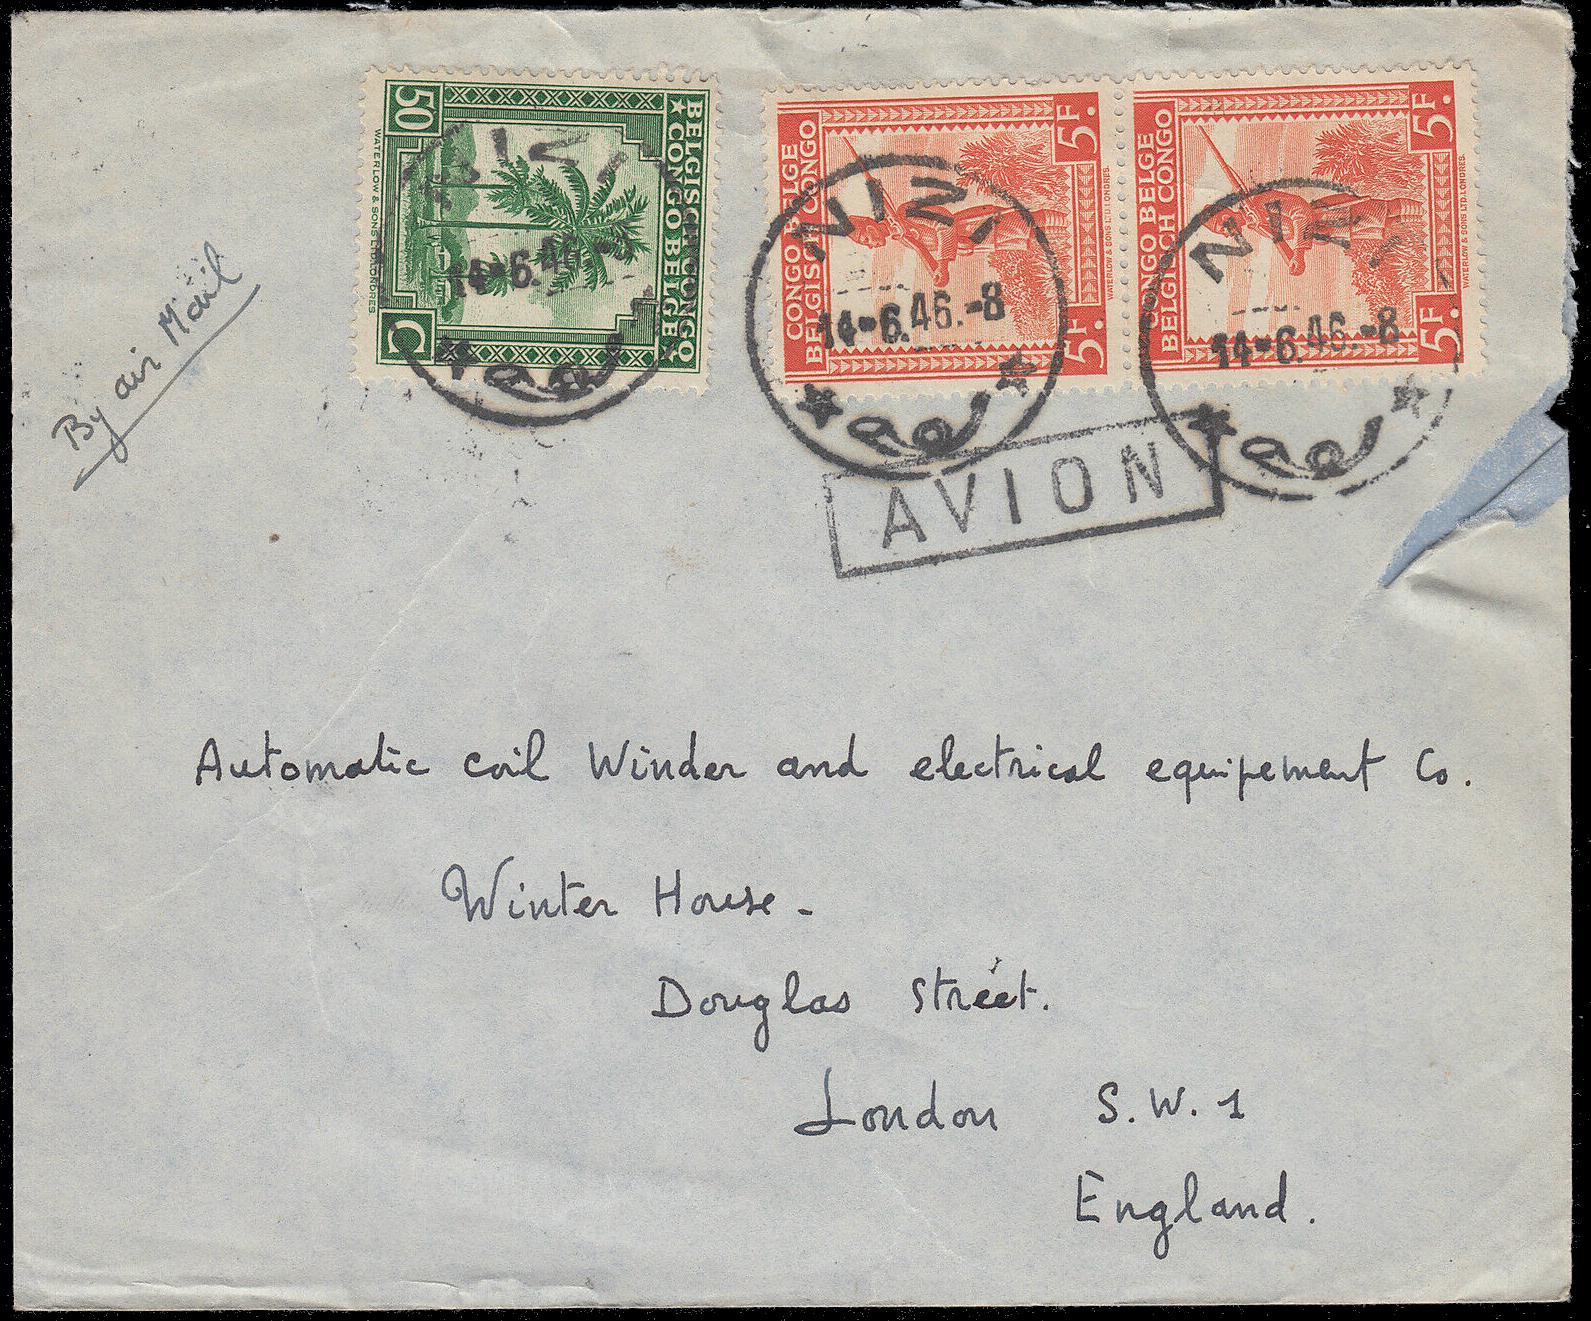 50
C
BELGISCH CONGO
★ CONGO BELGE
WATERLOW & SONS LTD. LONDRES
NIZI
14-6.46.-8
CONGO BELGE
BELGISCH CONGO
5F.
5F.
WATERLOW & SONS LTD. LONDRES.
NIZI
14-6.46.-8
CONGO BELGE
BELGISCH CONGO
5F.
5F.
WATERLOW & SONS LTD. LONDRES.
NIZI
14-6.46.-8
By air Mail
AVION
Automatic coil Winder and electrical equipement Co.
Winter House -
Douglas Street.
London S.W.1
England.